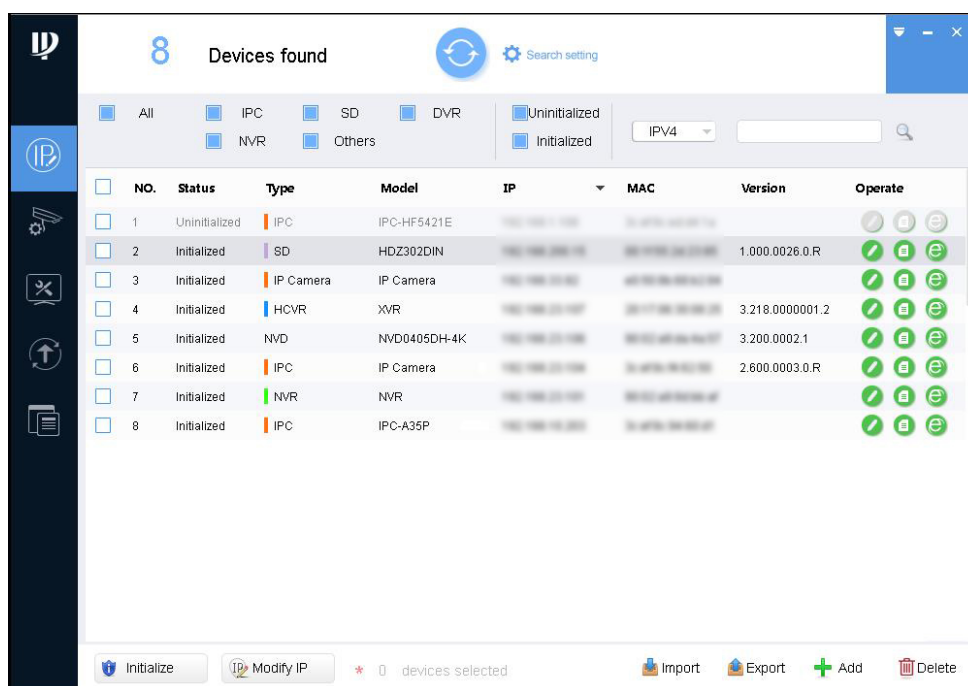 8 Devices found Search setting
All IPC SD DVR Uninitialized
NVR Others Initialized IPV4
NO. Status Type Model IP MAC Version Operate
1 Uninitialized IPC IPC-HF5421E
2 Initialized SD HDZ302DIN 1.000.0026.0.R
3 Initialized IP Camera IP Camera
4 Initialized HCVR XVR 3.218.0000001.2
5 Initialized NVD NVD0405DH-4K 3.200.0002.1
6 Initialized IPC IP Camera 2.600.0003.0.R
7 Initialized NVR NVR
8 Initialized IPC IPC-A35P
Initialize IP Modify IP * 0 devices selected Import Export Add Delete